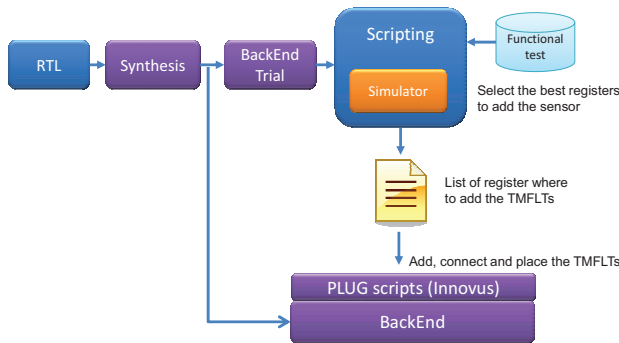 RTL
Synthesis
BackEnd
Trial
Scripting
Simulator
Functional
test
Select the best registers
to add the sensor
List of register where
to add the TMFLTs
Add, connect and place the TMFLTs
PLUG scripts (Innovus)
BackEnd